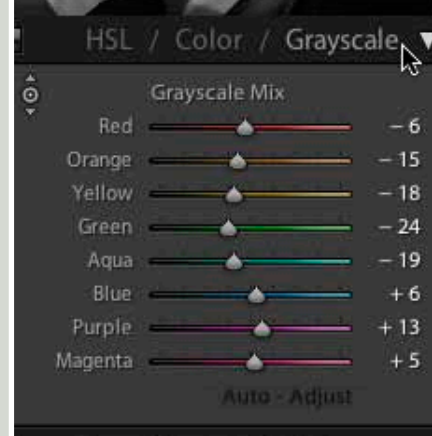 HSL / Color / Grayscale
Grayscale Mix
Red – 6
Orange – 15
Yellow – 18
Green – 24
Aqua – 19
Blue + 6
Purple + 13
Magenta + 5
Auto - Adjust